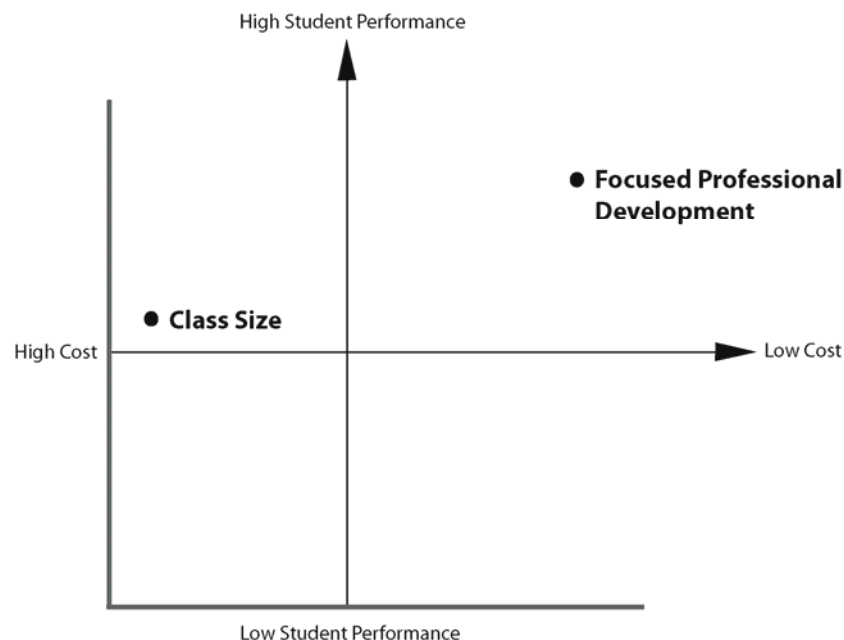 High Student Performance
Focused Professional
Development
Class Size
High Cost
Low Cost
Low Student Performance